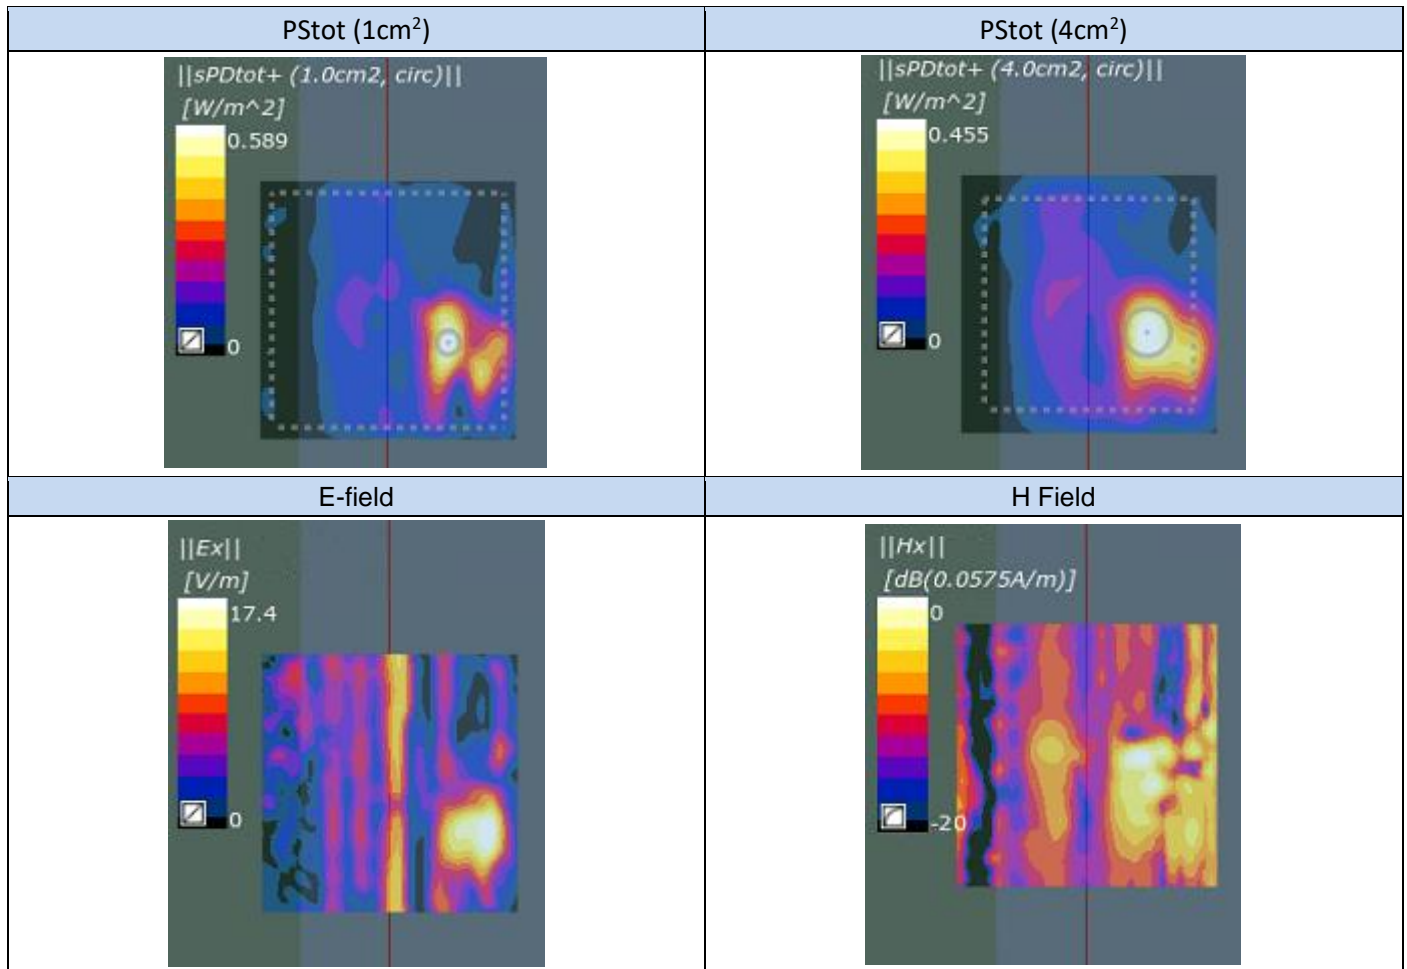 PStot (1cm²)
PStot (4cm²)
||sPDtot+ (1.0cm2, circ)||
[W/m^2]
0.589
0
||sPDtot+ (4.0cm2, circ)||
[W/m^2]
0.455
0
E-field
H Field
||Ex||
[V/m]
17.4
0
||Hx||
[dB(0.0575A/m)]
0
-20